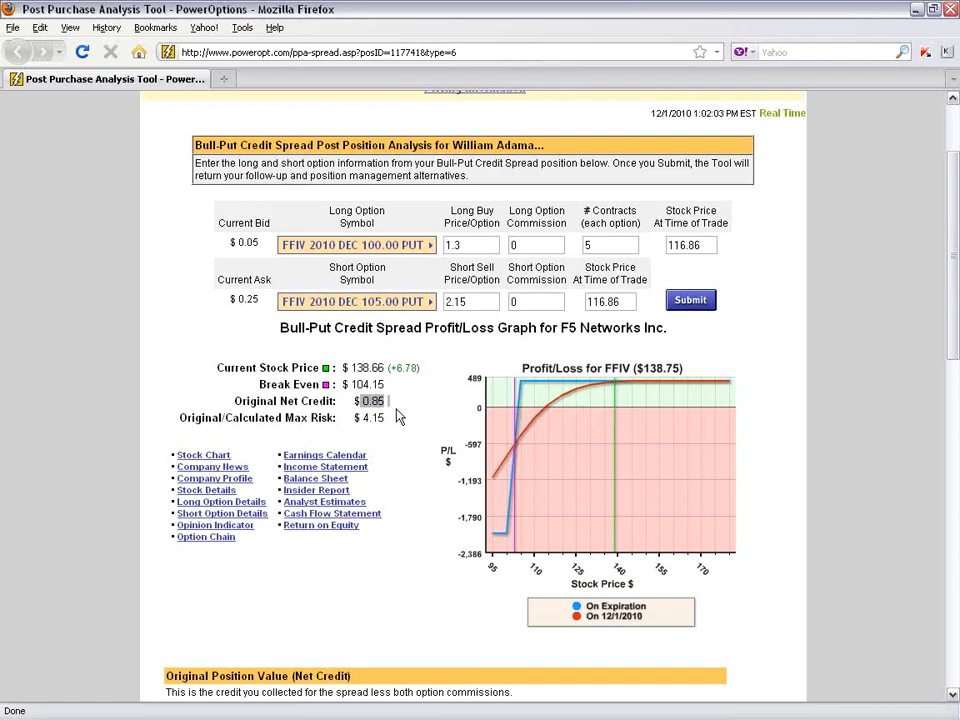 Post Purchase Analysis Tool - PowerOptions - Mozilla Firefox
File Edit View History Bookmarks Yahoo! Tools Help
http://www.poweropt.com/ppa-spread.asp?posID=117741&type=6
Yahoo
Post Purchase Analysis Tool - Power...
12/1/2010 1:02:03 PM EST Real Time
Bull-Put Credit Spread Post Position Analysis for William Adama...
Enter the long and short option information from your Bull-Put Credit Spread position below. Once you Submit, the Tool will
return your follow-up and position management alternatives.
Current Bid
Long Option
Symbol
Long Buy
Price/Option
Long Option
Commission
# Contracts
(each option)
Stock Price
At Time of Trade
$ 0.05
FFIV 2010 DEC 100.00 PUT
1.3
0
5
116.86
Current Ask
Short Option
Symbol
Short Sell
Price/Option
Short Option
Commission
Stock Price
At Time of Trade
$ 0.25
FFIV 2010 DEC 105.00 PUT
2.15
0
116.86
Submit
Bull-Put Credit Spread Profit/Loss Graph for F5 Networks Inc.
Current Stock Price : $ 138.66 (+6.78)
Break Even : $ 104.15
Original Net Credit: $ 0.85
Original/Calculated Max Risk: $ 4.15
Stock Chart
Company News
Company Profile
Stock Details
Long Option Details
Short Option Details
Opinion Indicator
Option Chain
Earnings Calendar
Income Statement
Balance Sheet
Insider Report
Analyst Estimates
Cash Flow Statement
Return on Equity
Profit/Loss for FFIV ($138.75)
489
0
-597
-1,193
-1,790
-2,386
P/L
$
95 110 125 140 155 170
Stock Price $
On Expiration
On 12/1/2010
Original Position Value (Net Credit)
This is the credit you collected for the spread less both option commissions.
Done